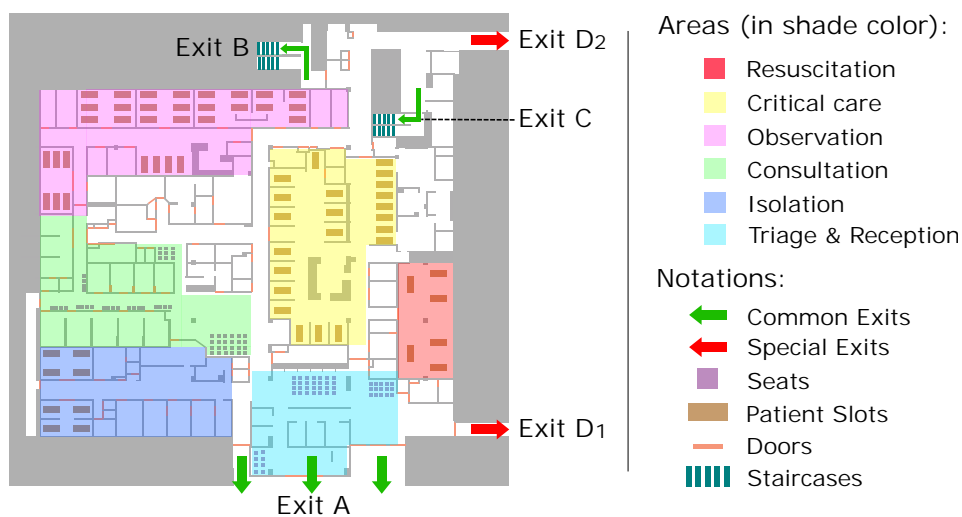 Exit B
Exit D2
Exit C
Exit D1
Exit A
Areas (in shade color):
Resuscitation
Critical care
Observation
Consultation
Isolation
Triage & Reception
Notations:
Common Exits
Special Exits
Seats
Patient Slots
Doors
Staircases